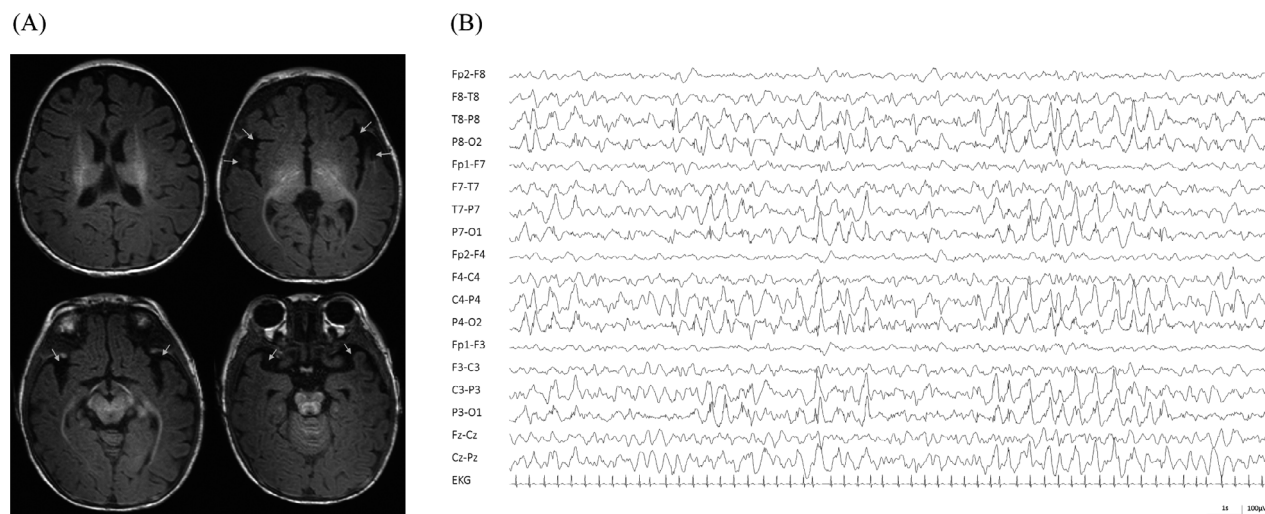 (A)
(B)
Fp2-F8
F8-T8
T8-P8
P8-O2
Fp1-F7
F7-T7
T7-P7
P7-O1
Fp2-F4
F4-C4
C4-P4
P4-O2
Fp1-F3
F3-C3
C3-P3
P3-O1
Fz-Cz
Cz-Pz
EKG
1s 100μV